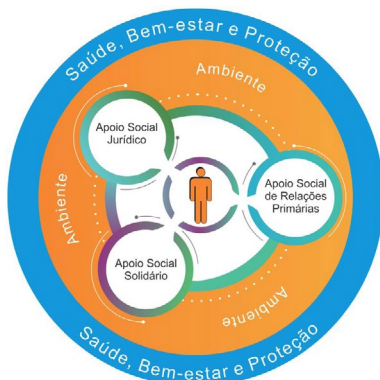 Saúde, Bem-estar e Proteção
Ambiente
Apoio Social
Jurídico
Ambiente
Apoio Social
de Relações
Primárias
Apoio Social
Solidário
Ambiente
Saúde, Bem-estar e Proteção